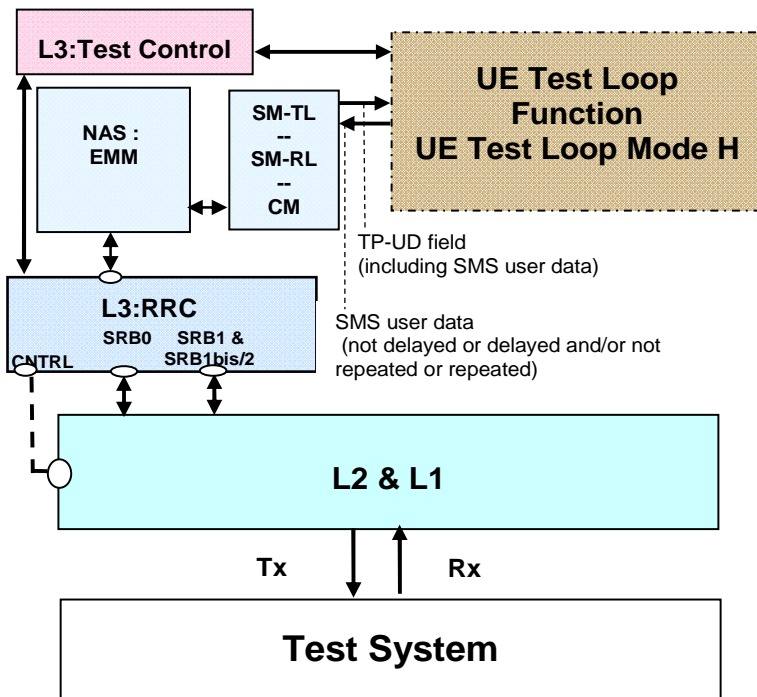 L3:Test Control
UE Test Loop
Function
UE Test Loop Mode H
NAS :
EMM
SM-TL
--
SM-RL
--
CM
TP-UD field
(including SMS user data)
L3:RRC
SRB0
SRB1 &
SRB1bis/2
CNTRL
SMS user data
(not delayed or delayed and/or not
repeated or repeated)
L2 & L1
Tx
Rx
Test System